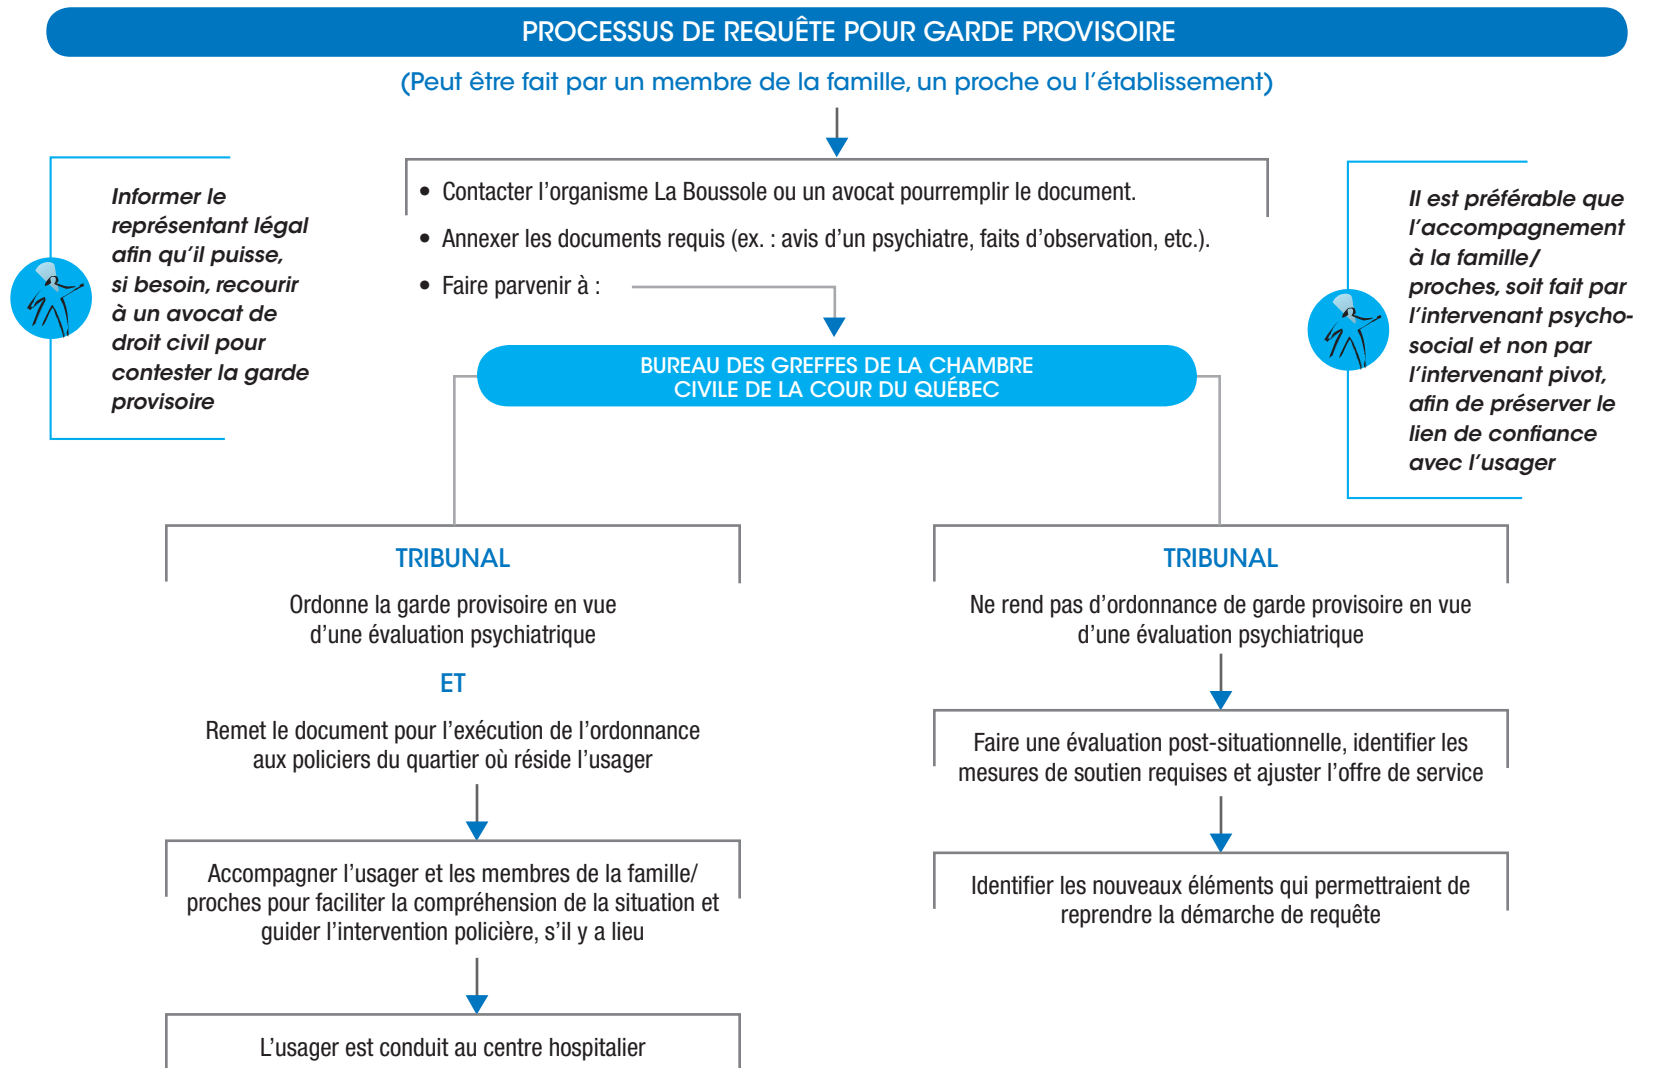 PROCESSUS DE REQUÊTE POUR GARDE PROVISOIRE
(Peut être fait par un membre de la famille, un proche ou l'établissement)
Informer le
représentant légal
afin qu'il puisse,
si besoin, recourir
à un avocat de
droit civil pour
contester la garde
provisoire
• Contacter l'organisme La Boussole ou un avocat pourremplir le document.
• Annexer les documents requis (ex. : avis d'un psychiatre, faits d'observation, etc.).
• Faire parvenir à :
Il est préférable que
l'accompagnement
à la famille/
proches, soit fait par
l'intervenant psycho-
social et non par
l'intervenant pivot,
afin de préserver le
lien de confiance
avec l'usager
BUREAU DES GREFFES DE LA CHAMBRE
CIVILE DE LA COUR DU QUÉBEC
TRIBUNAL
Ordonne la garde provisoire en vue
d'une évaluation psychiatrique
ET
Remet le document pour l'exécution de l'ordonnance
aux policiers du quartier où réside l'usager
Accompagner l'usager et les membres de la famille/
proches pour faciliter la compréhension de la situation et
guider l'intervention policière, s'il y a lieu
L'usager est conduit au centre hospitalier
TRIBUNAL
Ne rend pas d'ordonnance de garde provisoire en vue
d'une évaluation psychiatrique
Faire une évaluation post-situationnelle, identifier les
mesures de soutien requises et ajuster l'offre de service
Identifier les nouveaux éléments qui permettraient de
reprendre la démarche de requête